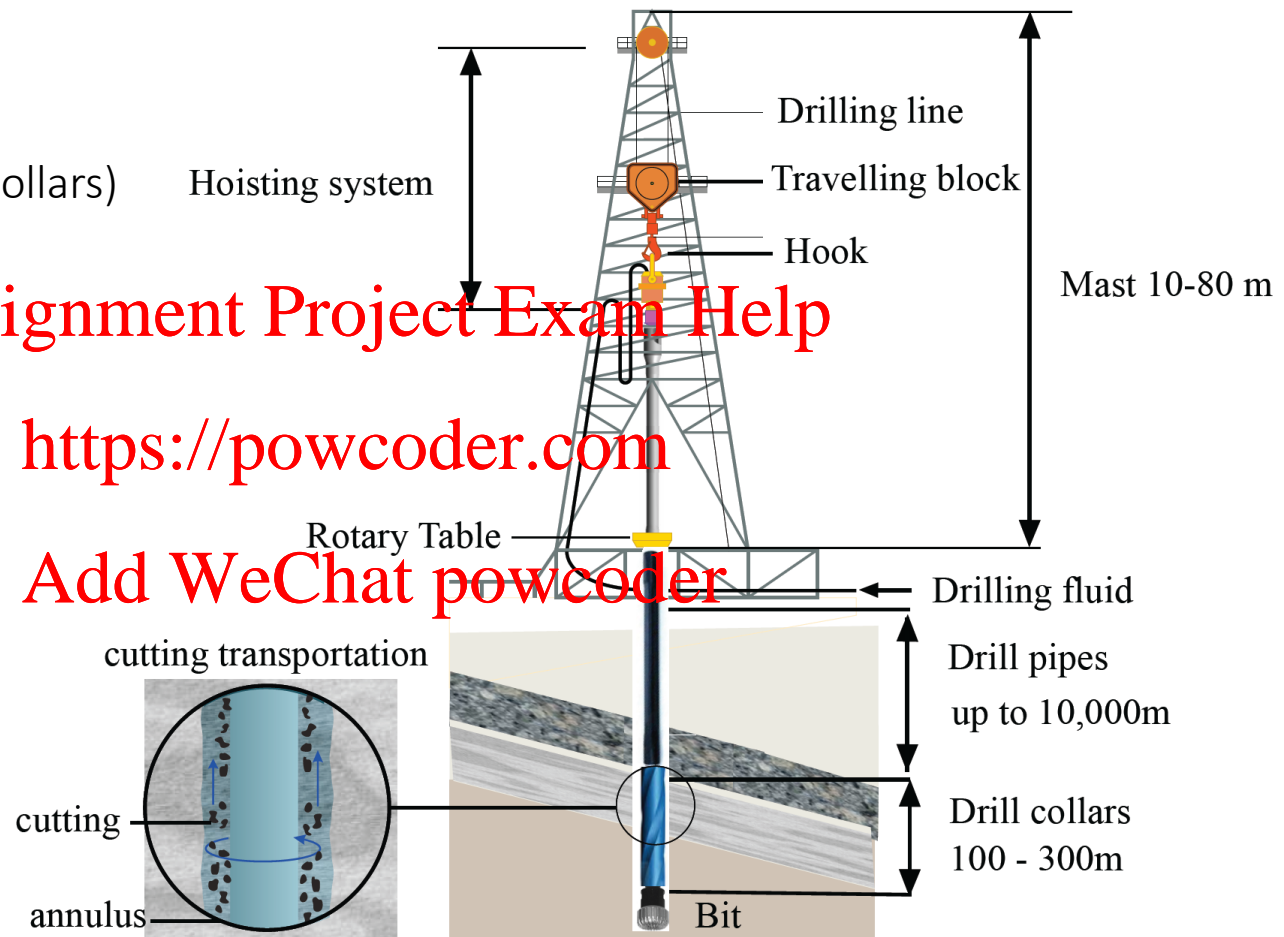 Drilling line
ollars)
Hoisting system
Travelling block
Hook
Mast 10-80 m
ignment Project Exam Help
https://powcoder.com
Rotary Table
Add WeChat powcoder
Drilling fluid
cutting transportation
Drill pipes
up to 10,000m
cutting
Drill collars
100 - 300m
annulus
Bit